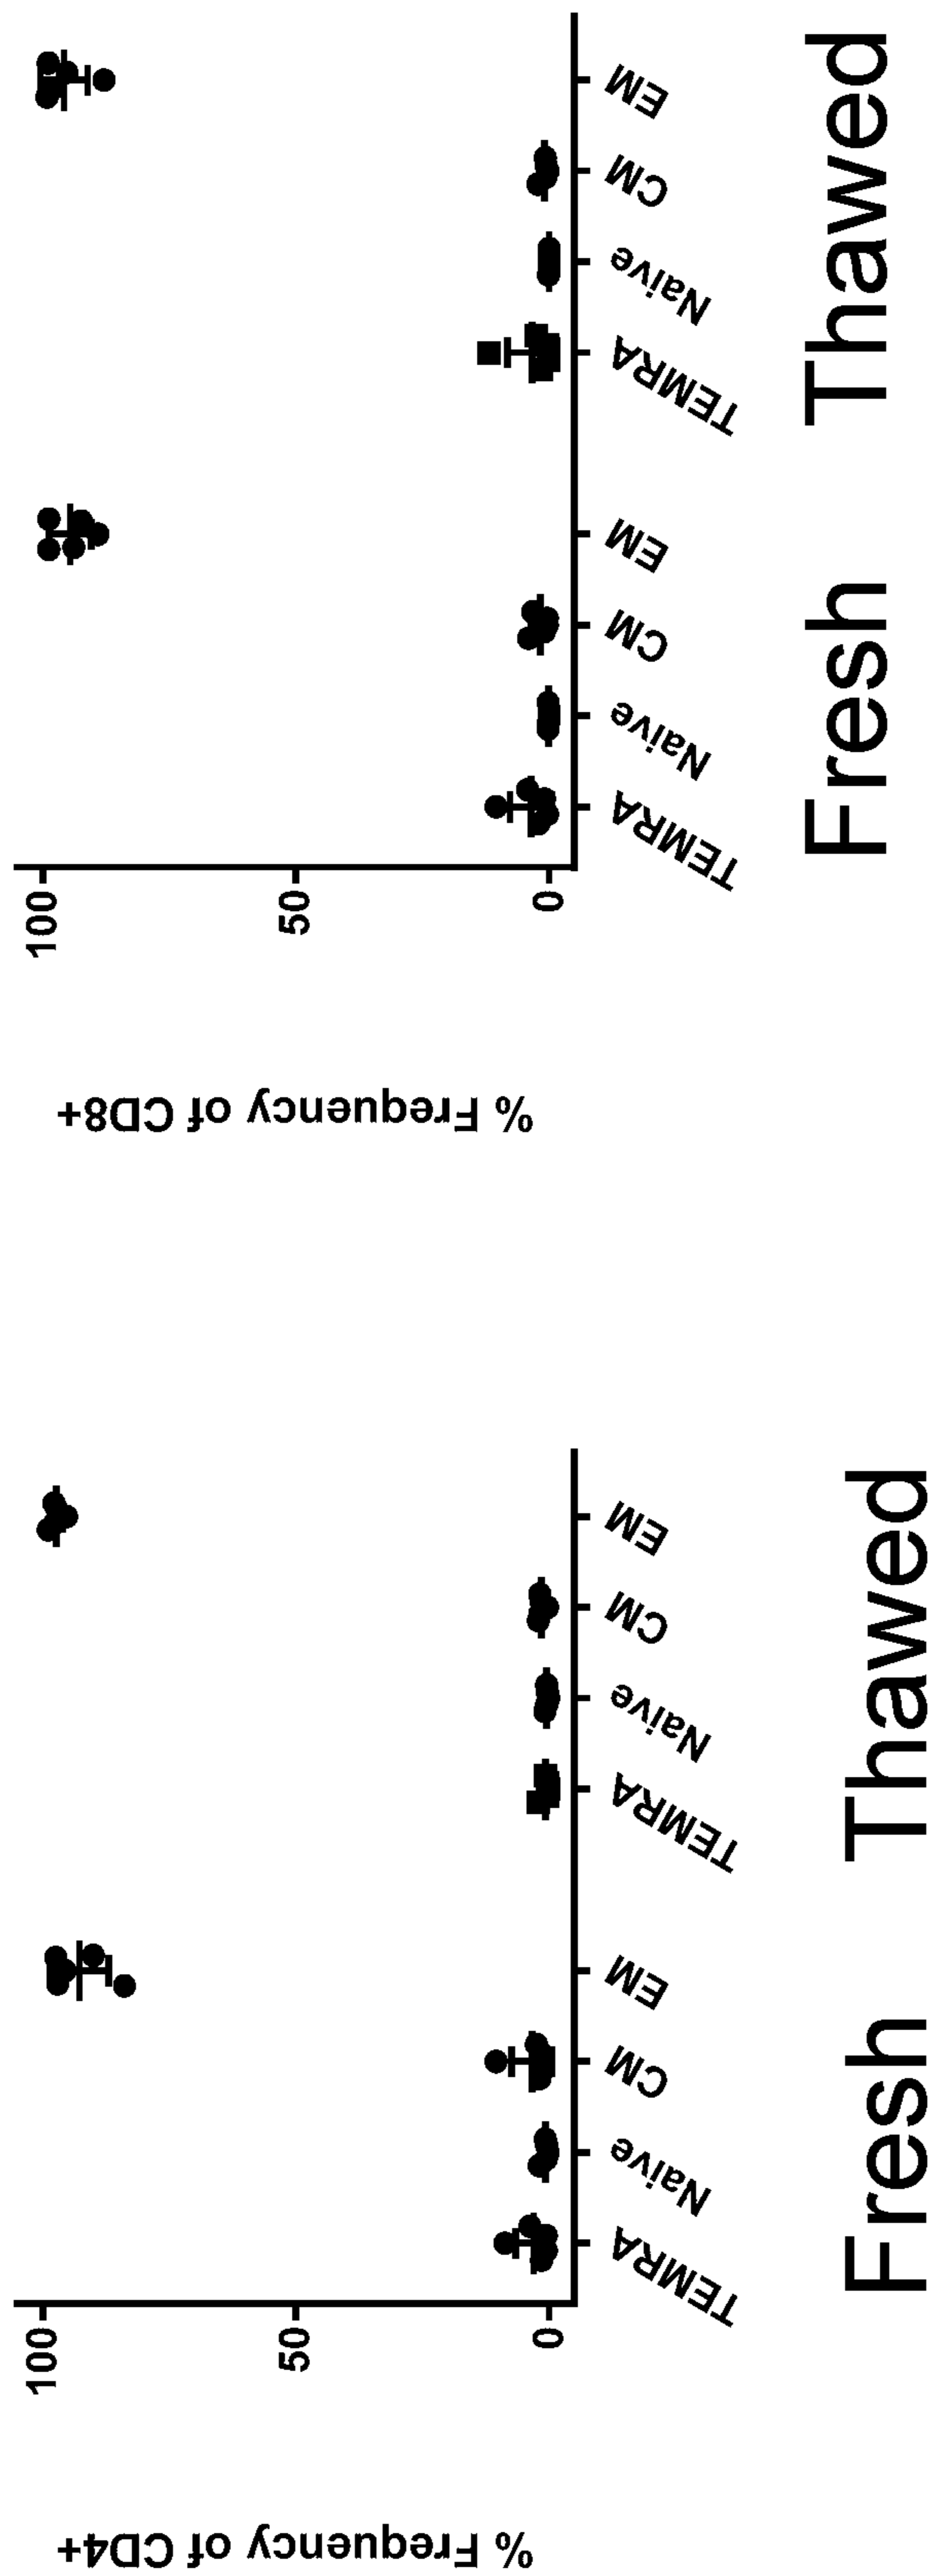 % Frequency of CD4+
100
50
0
TEMRA
Naive
CM
EM
TEMRA
Naive
CM
EM
Fresh
Thawed
% Frequency of CD8+
100
50
0
TEMRA
Naive
CM
EM
TEMRA
Naive
CM
EM
Fresh
Thawed